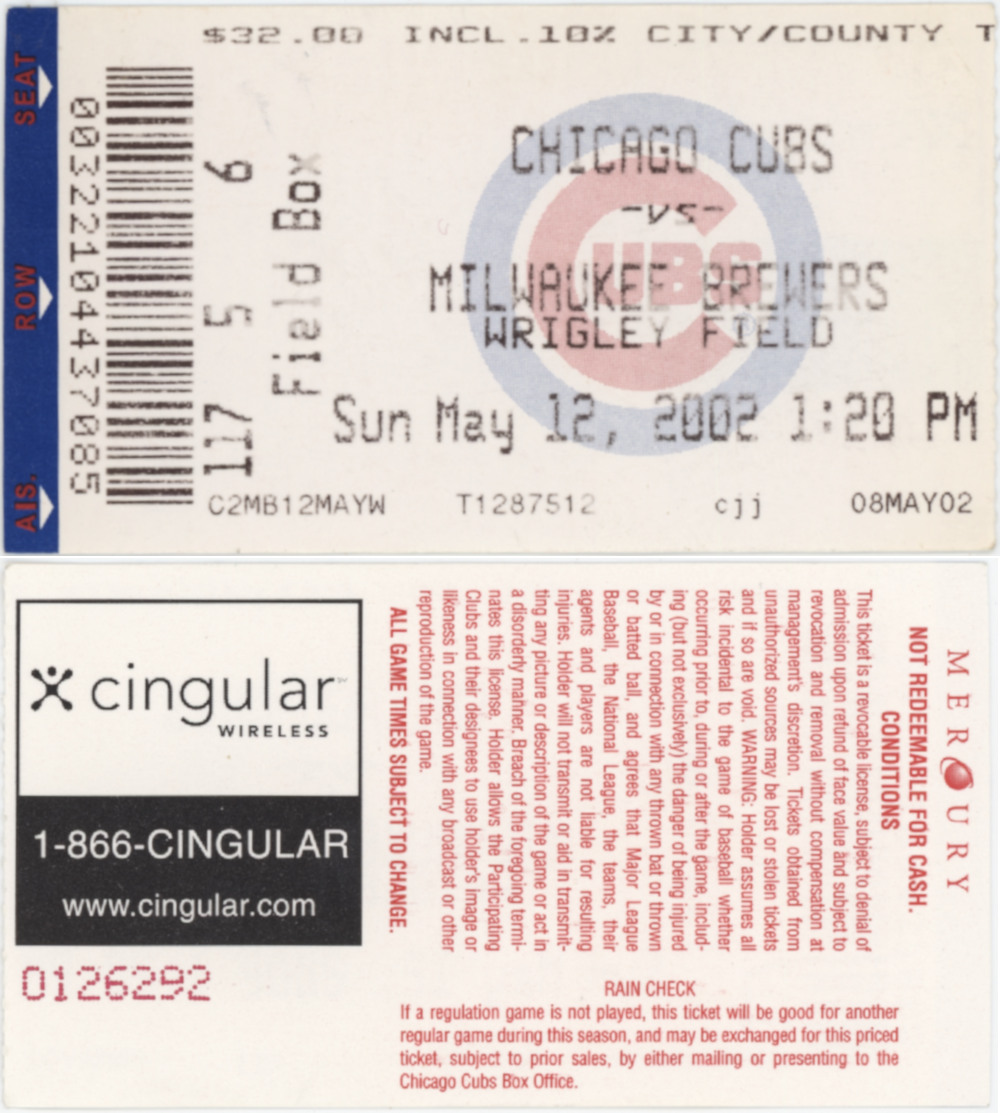 $32.00 INCL.10% CITY/COUNTY T
SEAT
ROW
AIS.
003221044370085
117 5 6
Field Box
CHICAGO CUBS
-vs-
MILWAUKEE BREWERS
WRIGLEY FIELD
UBS
Sun May 12, 2002 1:20 PM
C2MB12MAYW T1287512 cjj 08MAY02
cingular
WIRELESS
1-866-CINGULAR
www.cingular.com
0126292
MERCURY
NOT REDEEMABLE FOR CASH.
CONDITIONS
This ticket is a revocable license, subject to denial of
admission upon refund of face value and subject to
revocation and removal without compensation at
management's discretion. Tickets obtained from
unauthorized sources may be lost or stolen tickets
and if so are void. WARNING: Holder assumes all
risk incidental to the game of baseball whether
occurring prior to, during or after the game, includ-
ing (but not exclusively) the danger of being injured
by or in connection with any thrown bat or thrown
or batted ball, and agrees that Major League
Baseball, the National League, the teams, their
agents and players are not liable for resulting
injuries. Holder will not transmit or aid in transmit-
ting any picture or description of the game or act in
a disorderly manner. Breach of the foregoing termi-
nates this license. Holder allows the Participating
Clubs and their designees to use holder's image or
likeness in connection with any broadcast or other
reproduction of the game.
ALL GAME TIMES SUBJECT TO CHANGE.
RAIN CHECK
If a regulation game is not played, this ticket will be good for another
regular game during this season, and may be exchanged for this priced
ticket, subject to prior sales, by either mailing or presenting to the
Chicago Cubs Box Office.